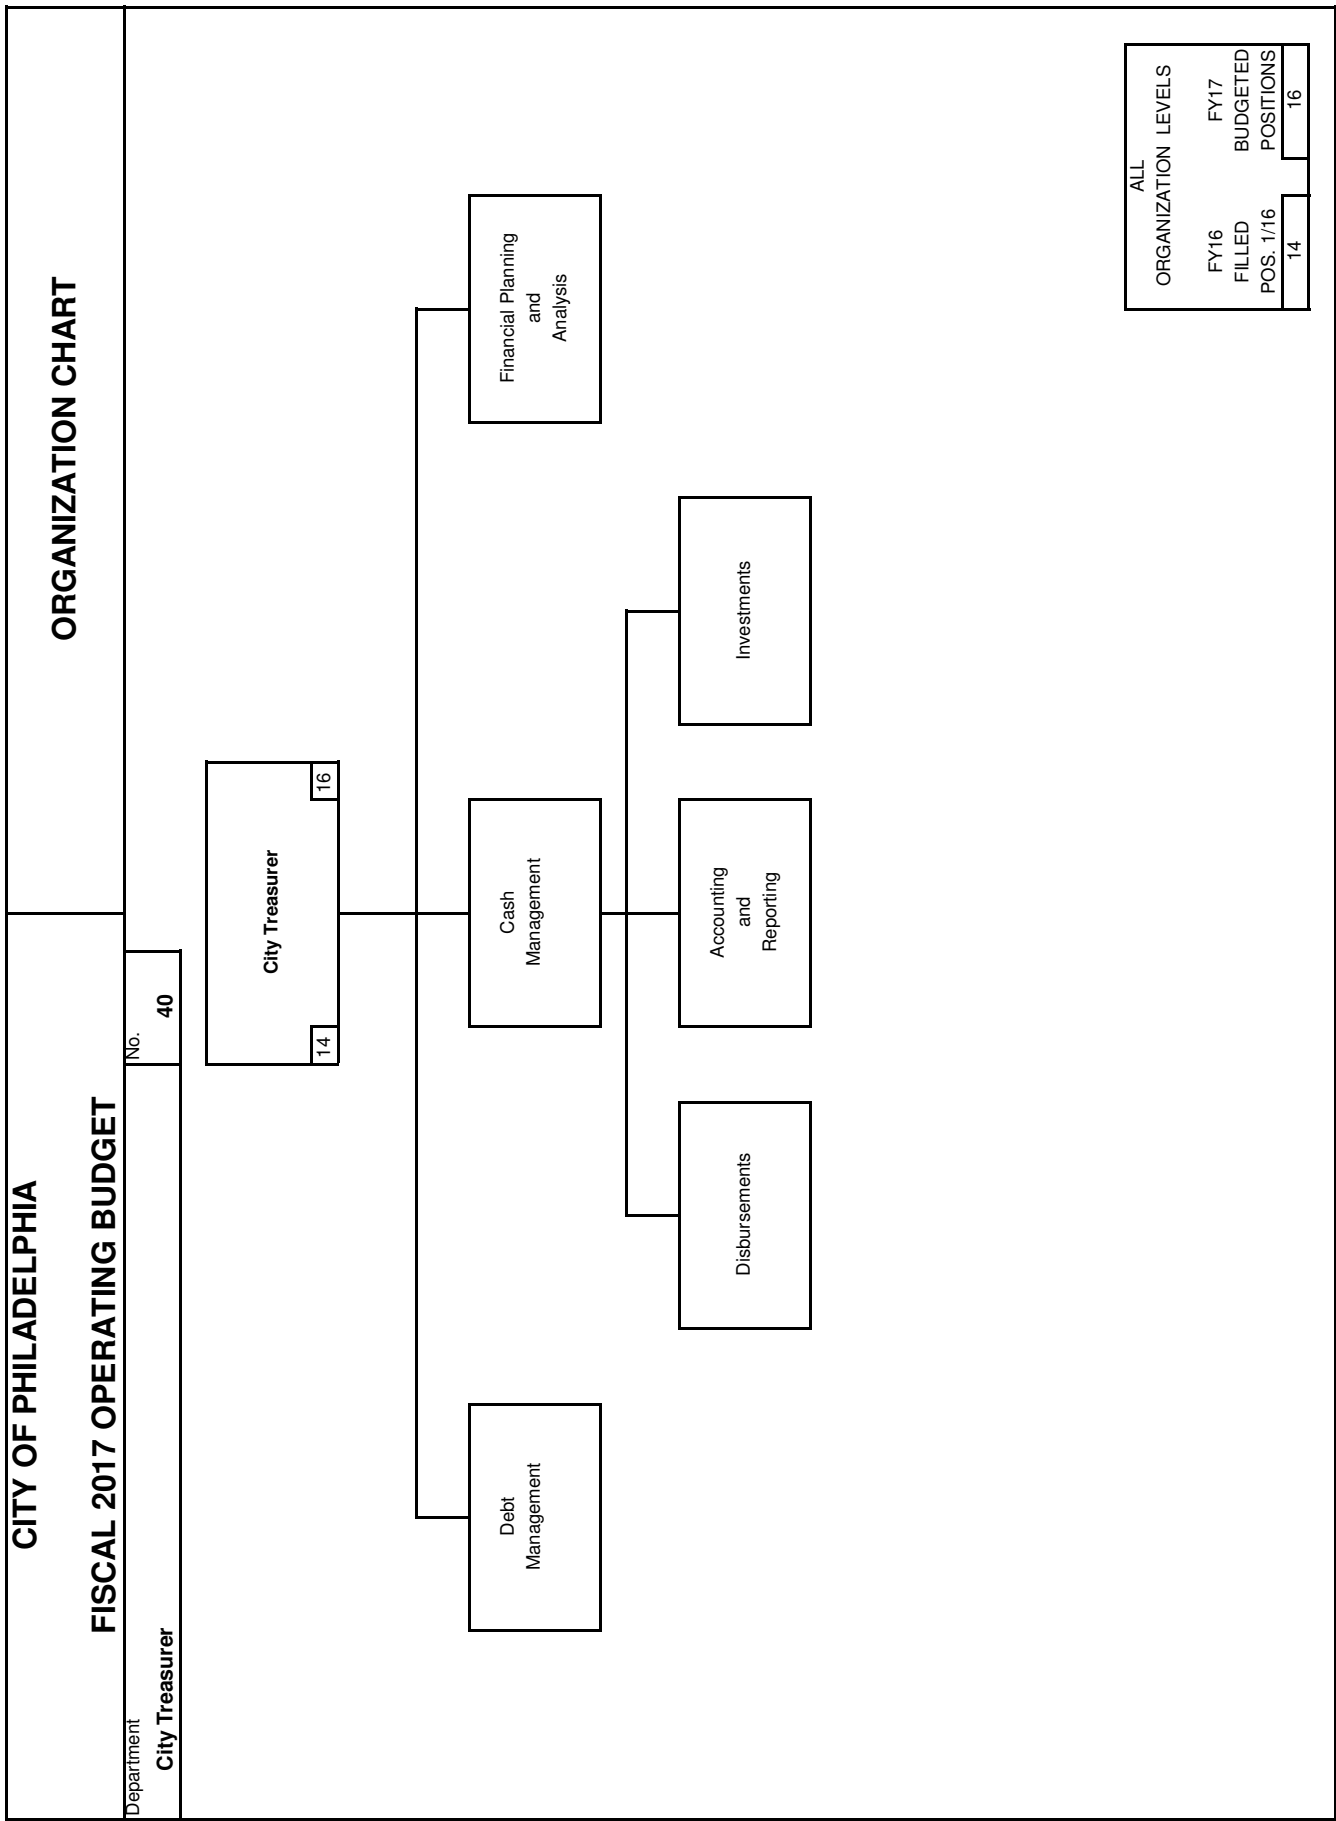 CITY OF PHILADELPHIA
ORGANIZATION CHART
FISCAL 2017 OPERATING BUDGET
Department
No.
City Treasurer
40
City Treasurer
14
16
Debt
Management
Cash
Management
Financial Planning
and
Analysis
Disbursements
Accounting
and
Reporting
Investments
ALL
ORGANIZATION LEVELS
FY16
FILLED
POS. 1/16
14
FY17
BUDGETED
POSITIONS
16